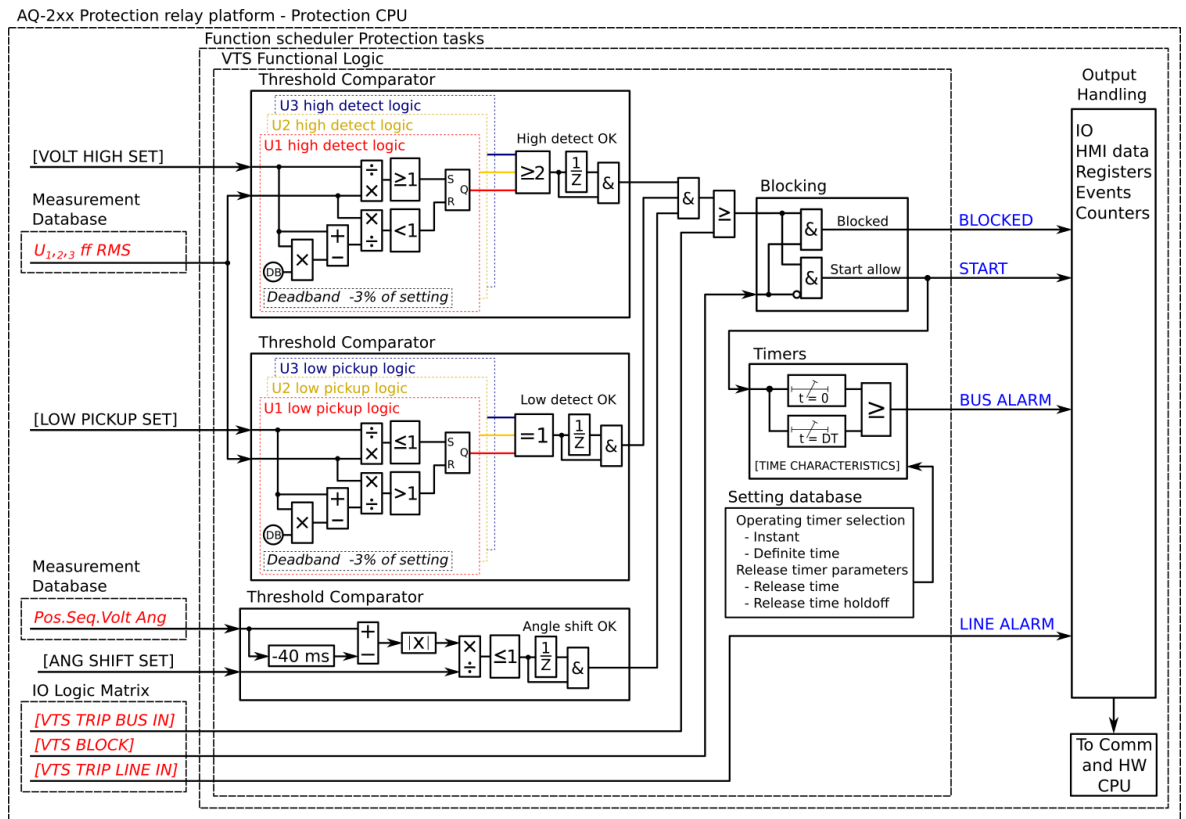 AQ-2xx Protection relay platform - Protection CPU
Function scheduler Protection tasks
VTS Functional Logic
Threshold Comparator
U3 high detect logic
U2 high detect logic
U1 high detect logic
High detect OK
[VOLT HIGH SET]
÷
×
≥1
S
Q
R
≥2
1
Z
&
Measurement
Database
U1,2,3 ff RMS
×
÷
<1
+
−
×
DB
Deadband -3% of setting
&
≥
Blocking
&
Blocked
BLOCKED
&
Start allow
START
Output
Handling
IO
HMI data
Registers
Events
Counters
Threshold Comparator
U3 low pickup logic
U2 low pickup logic
U1 low pickup logic
Low detect OK
[LOW PICKUP SET]
÷
×
≤1
S
Q
R
=1
1
Z
&
×
÷
>1
+
−
×
DB
Deadband -3% of setting
Timers
t = 0
t = DT
≥
BUS ALARM
[TIME CHARACTERISTICS]
Setting database
Operating timer selection
- Instant
- Definite time
Release timer parameters
- Release time
- Release time holdoff
Measurement
Database
Pos.Seq.Volt Ang
Threshold Comparator
Angle shift OK
-40 ms
+
−
|X|
×
÷
≤1
1
Z
&
[ANG SHIFT SET]
LINE ALARM
IO Logic Matrix
[VTS TRIP BUS IN]
[VTS BLOCK]
[VTS TRIP LINE IN]
To Comm
and HW
CPU